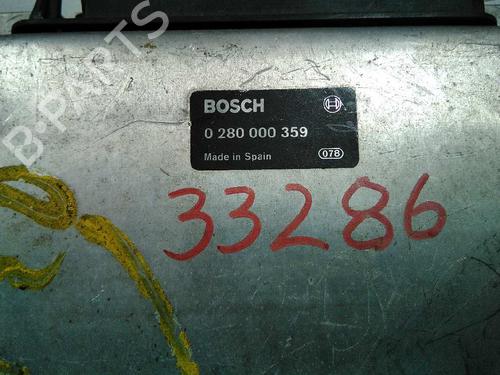 B-PARTS
BOSCH
0 280 000 359
Made in Spain 078
33286